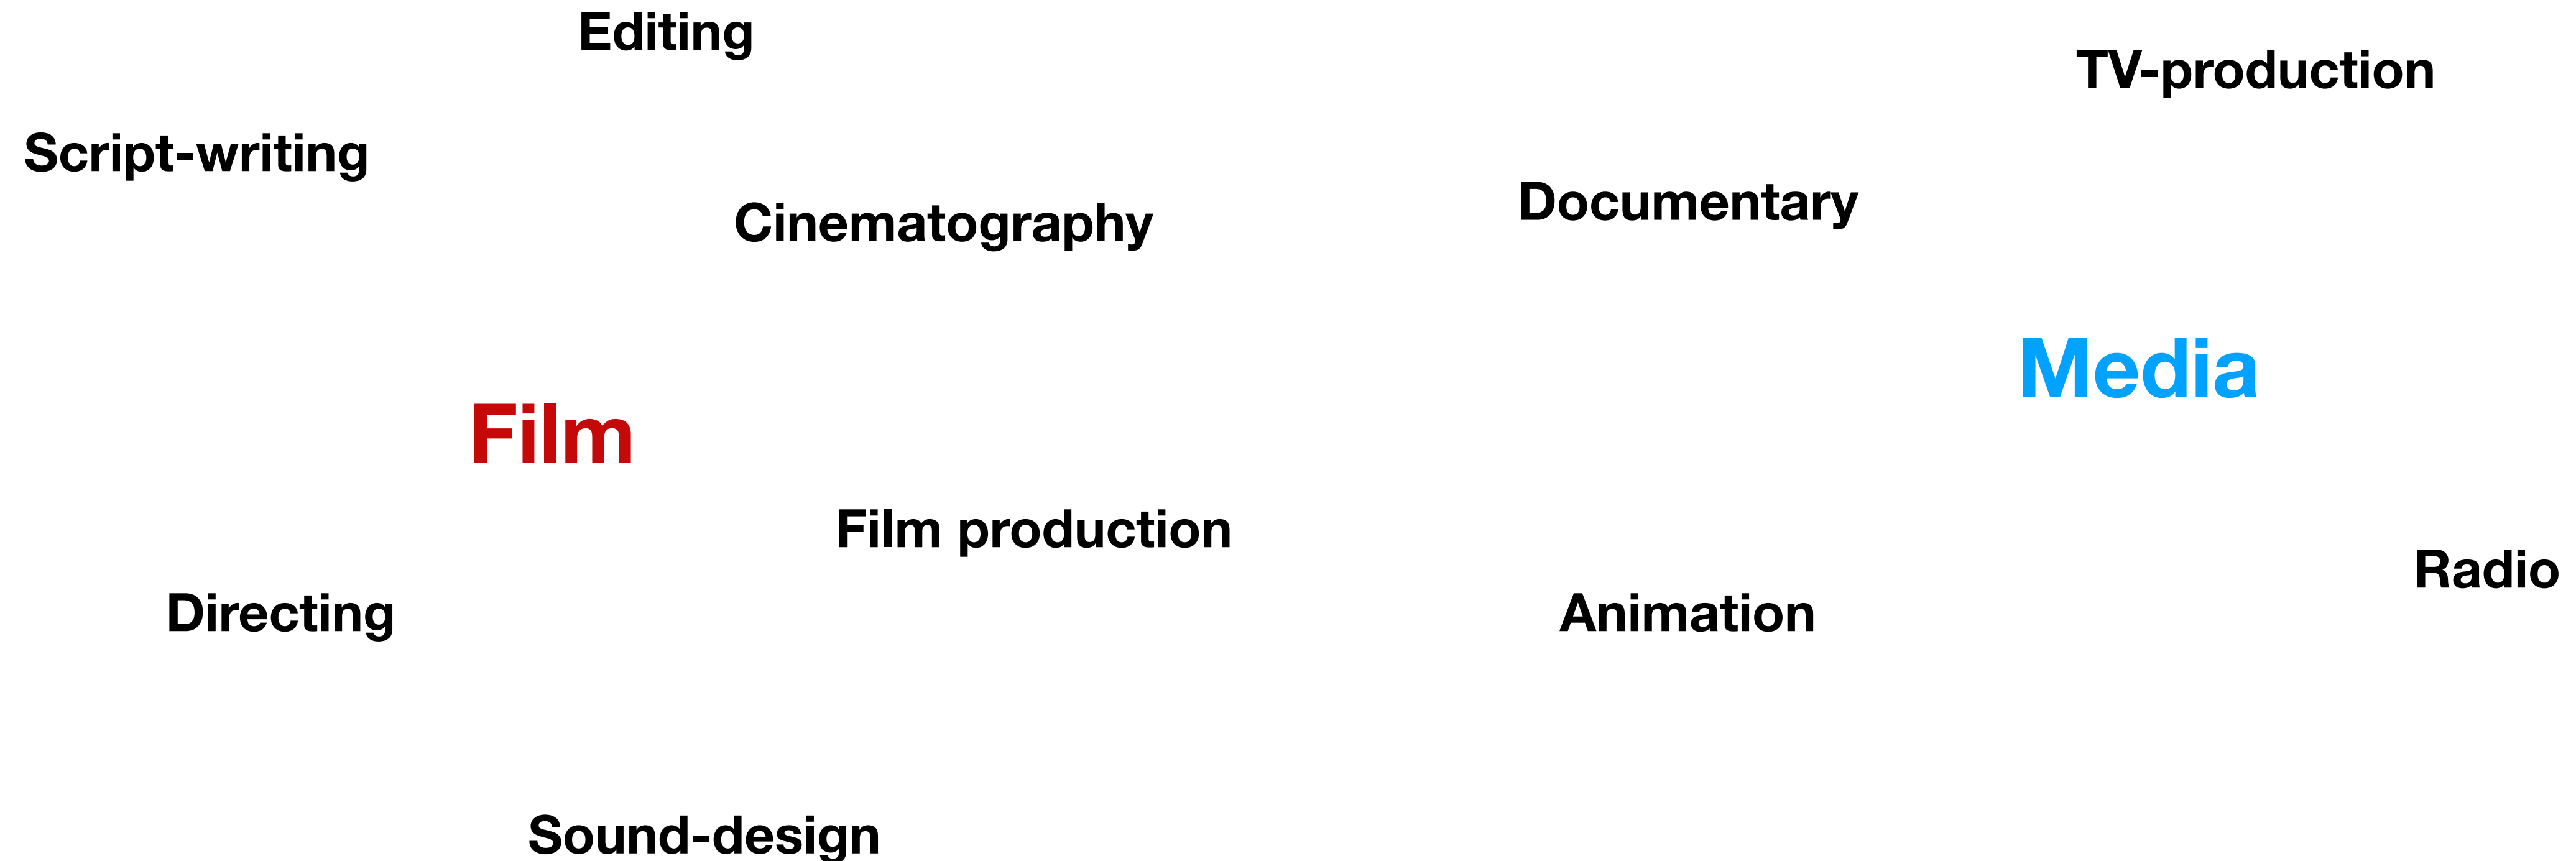 Editing
TV-production
Script-writing
Documentary
Cinematography
Media
Film
Film production
Radio
Directing
Animation
Sound-design